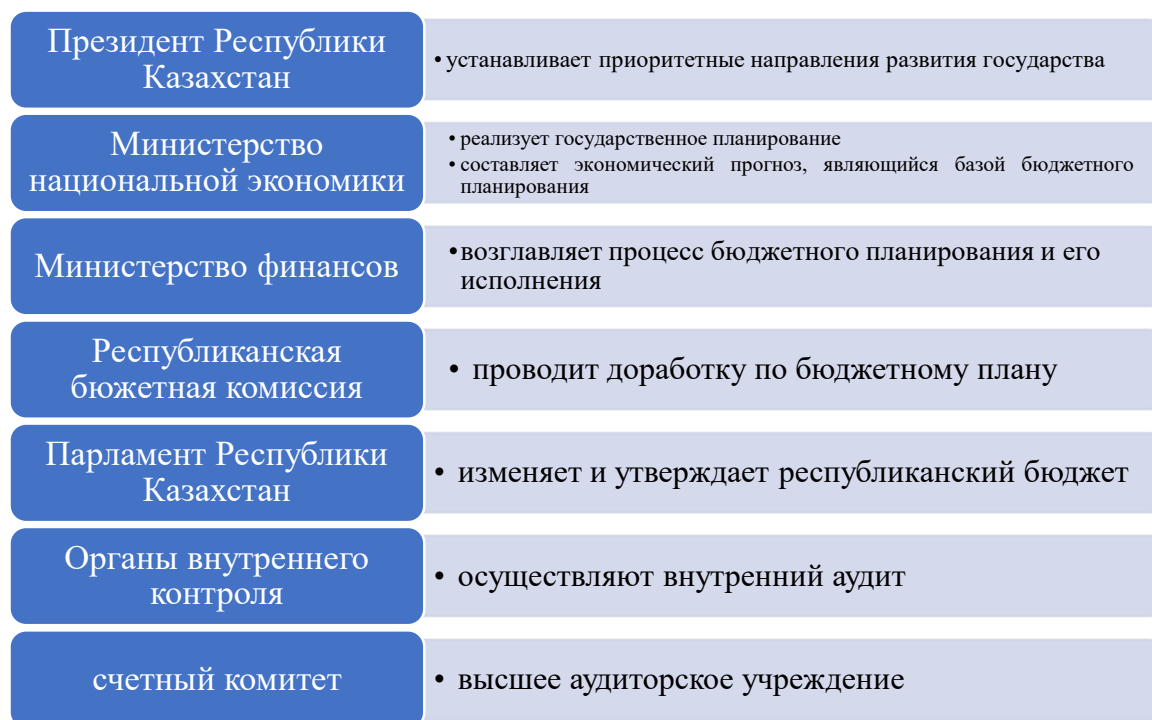 Президент Республики
Казахстан
• устанавливает приоритетные направления развития государства
Министерство
национальной экономики
• реализует государственное планирование
• составляет экономический прогноз, являющийся базой бюджетного
планирования
Министерство финансов
•возглавляет процесс бюджетного планирования и его
исполнения
Республиканская
бюжетная комиссия
• проводит доработку по бюджетному плану
Парламент Республики
Казахстан
• изменяет и утверждает республиканский бюджет
Органы внутреннего
контроля
• осуществляют внутренний аудит
счетный комитет
• высшее аудиторское учреждение